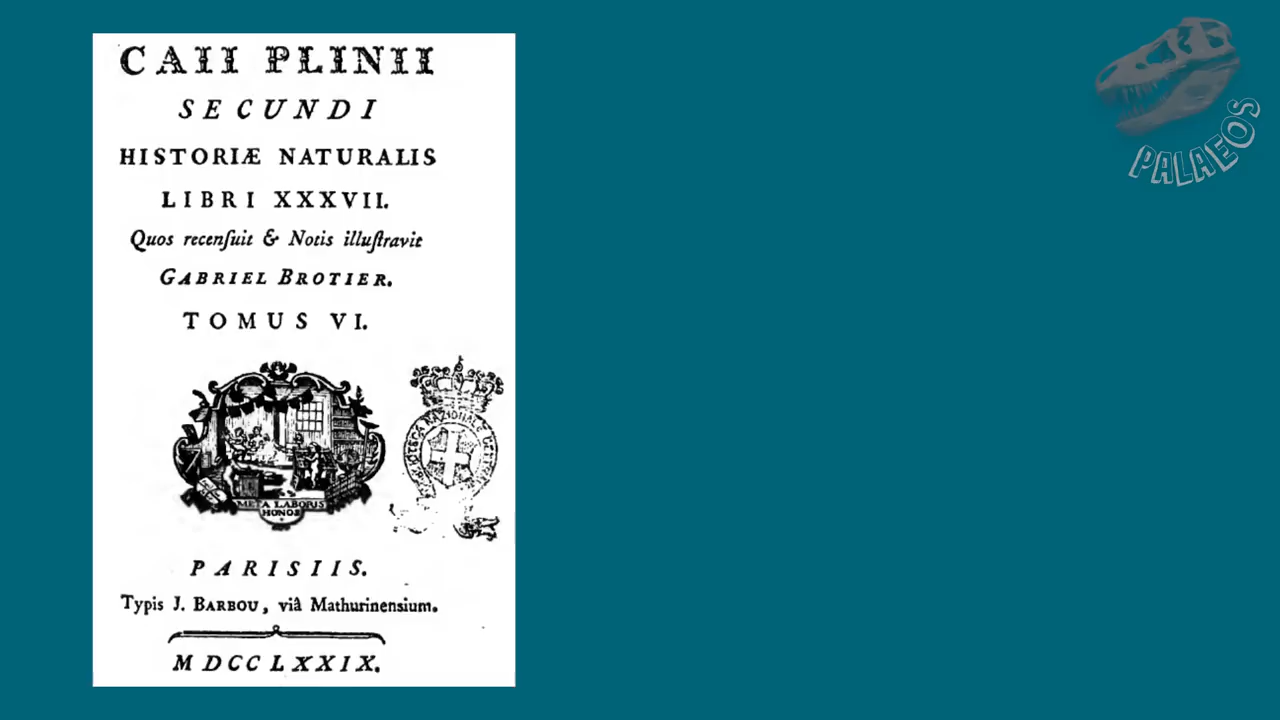 CAII PLINII
SECUNDI
HISTORIÆ NATURALIS
LIBRI XXXVII.
Quos recenſuit & Notis illuſtravit
GABRIEL BROTIER.
TOMUS VI.
META LABORIS
HONOS
NAZIONALE
PARISIIS.
Typis J. BARBOU, viâ Mathurinensium.
MDCCLXXIX.
PALAEOS